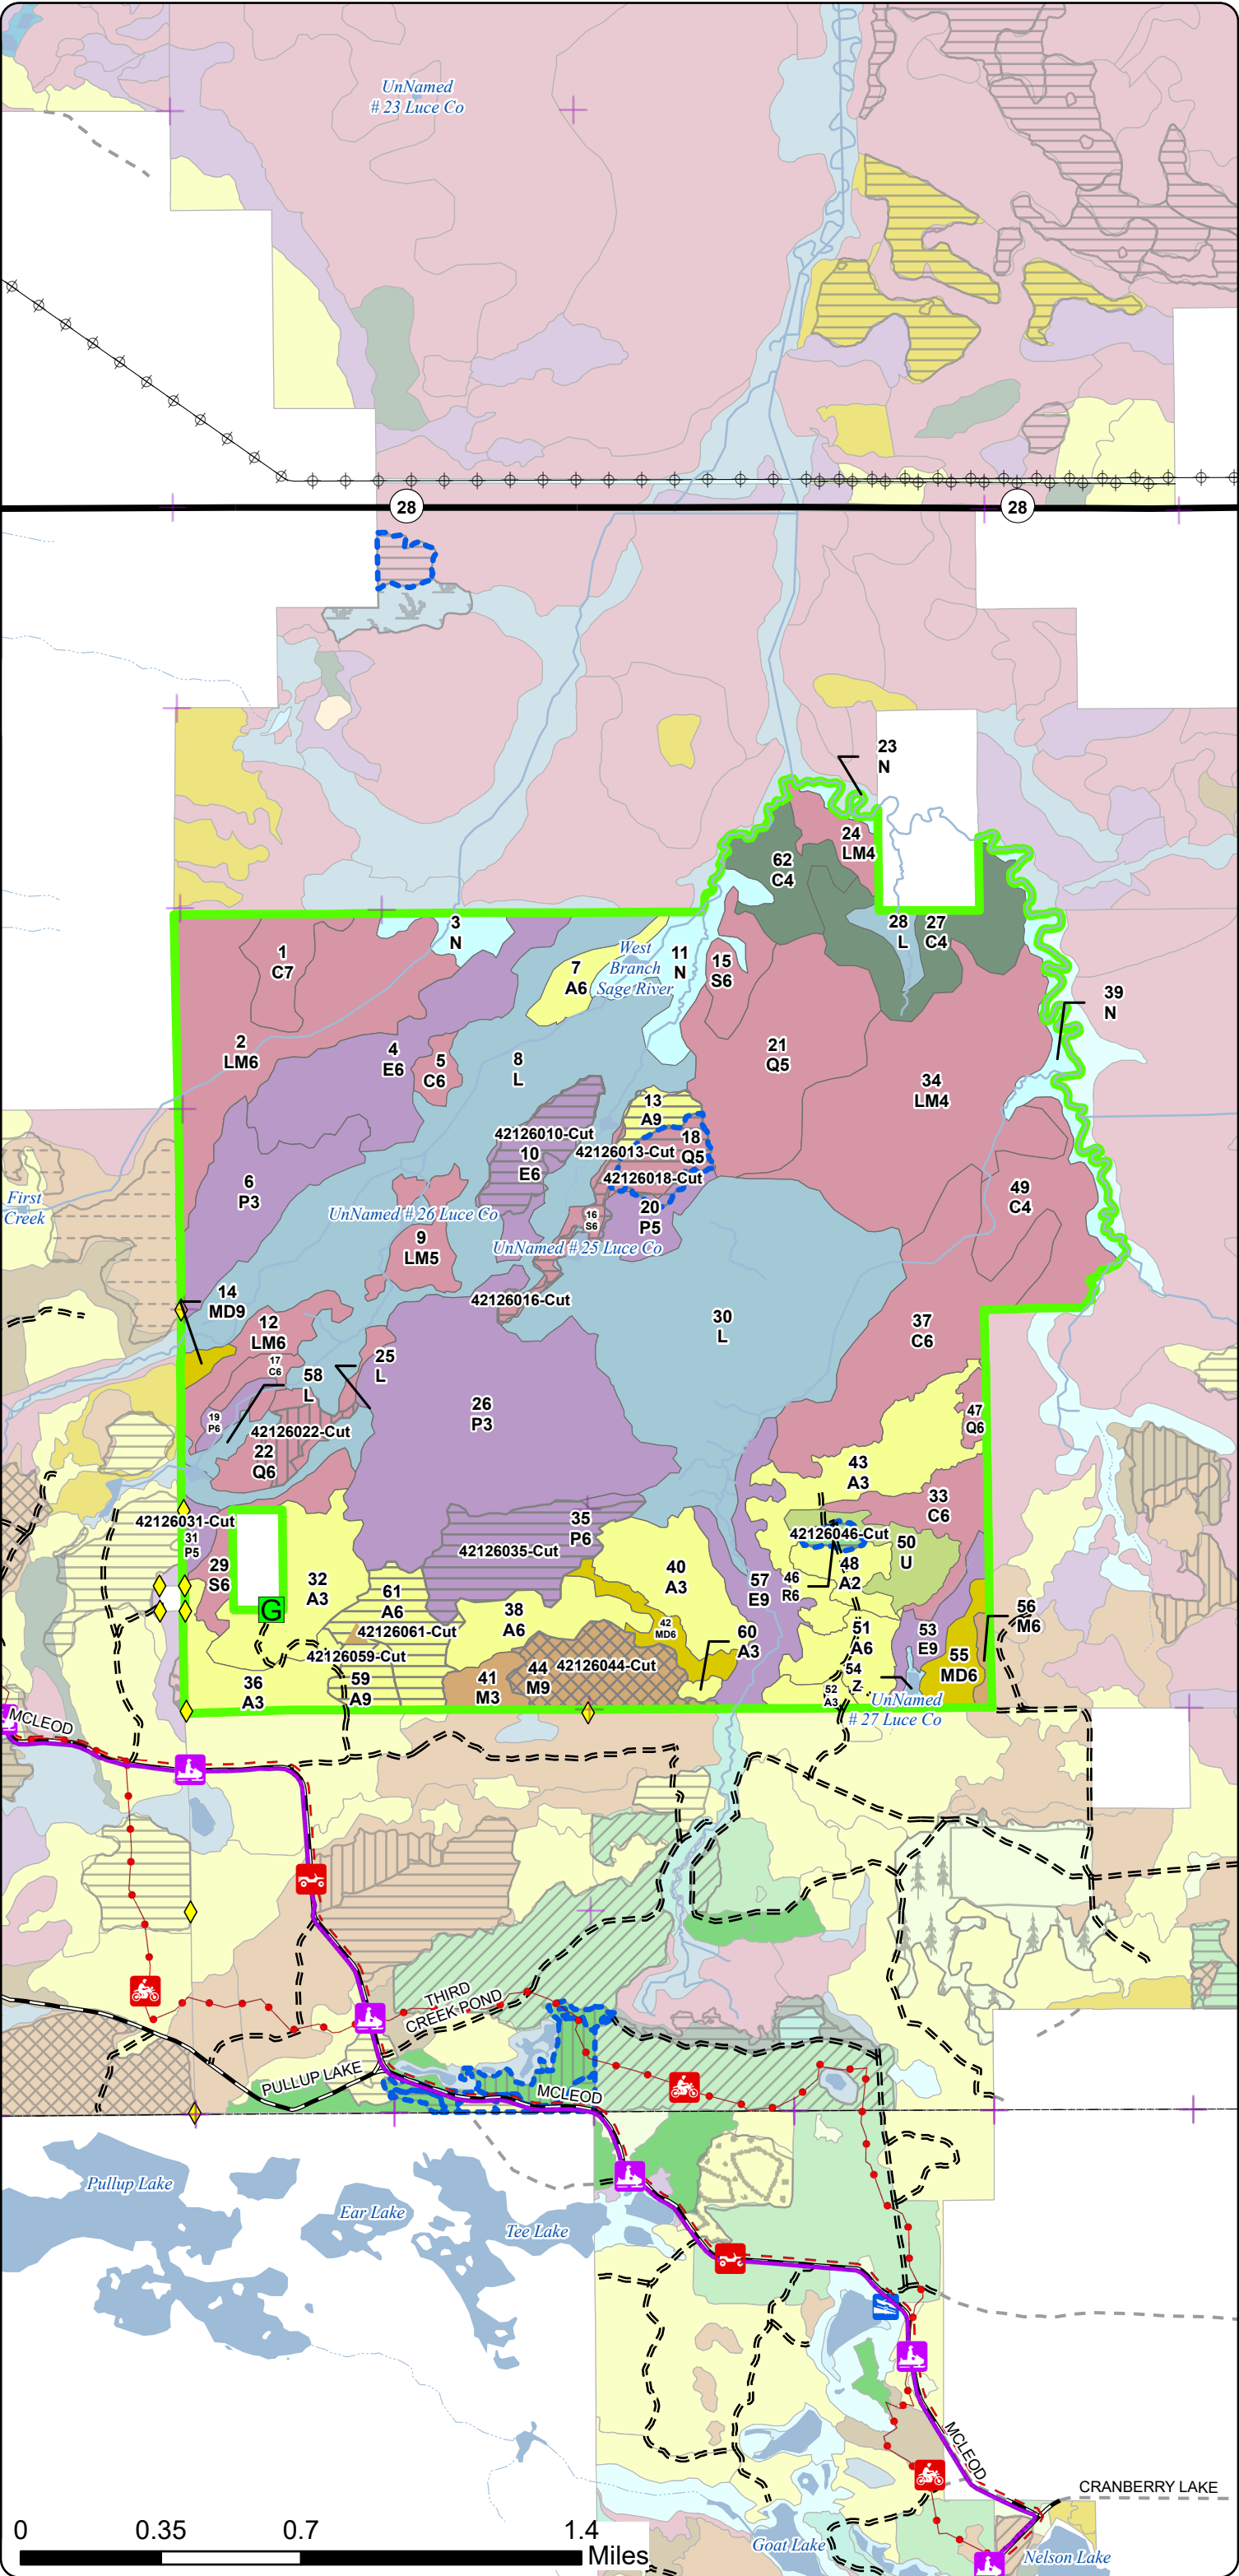 UnNamed
# 23 Luce Co
28
28
23
N
24
LM4
62
C4
3
N
28
L
27
C4
1
C7
West
Branch
Sage River
11
N
7
A6
15
S6
39
N
2
LM6
4
E6
5
C6
8
L
21
Q5
34
LM4
13
A9
42126010-Cut
18
Q5
42126013-Cut
10
E6
42126018-Cut
6
P3
49
C4
First
Creek
UnNamed # 26 Luce Co
16
S6
20
P5
9
LM5
UnNamed # 25 Luce Co
14
MD9
42126016-Cut
12
LM6
30
L
37
C6
17
C6
25
L
58
L
26
P3
19
P6
47
Q6
42126022-Cut
22
Q6
43
A3
33
C6
42126031-Cut
35
P6
42126046-Cut
31
P5
42126035-Cut
50
U
29
S6
32
A3
40
A3
48
A2
57
E9
46
R6
61
A6
G
38
A6
56
M6
42126061-Cut
42
MD6
60
A3
51
A6
53
E9
42126059-Cut
42126044-Cut
55
MD6
36
A3
59
A9
41
M3
44
M9
54
Z
52
A3
UnNamed
# 27 Luce Co
MCLEOD
THIRD
CREEK POND
PULLUP LAKE
MCLEOD
Pullup Lake
Ear Lake
Tee Lake
MCLEOD
CRANBERRY LAKE
0 0.35 0.7 1.4
Miles
Goat Lake
Nelson Lake